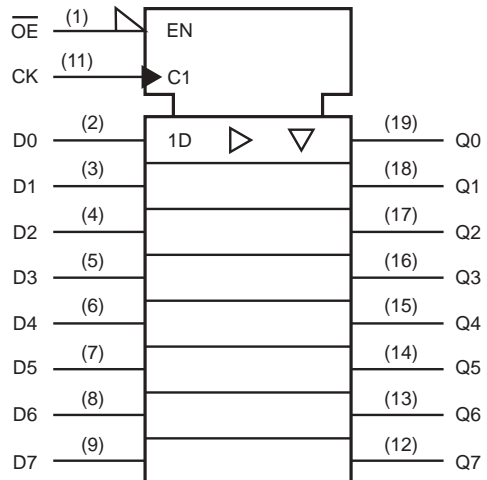 O̅E̅ (1) EN
CK (11) C1
D0 (2) 1D (19) Q0
D1 (3) (18) Q1
D2 (4) (17) Q2
D3 (5) (16) Q3
D4 (6) (15) Q4
D5 (7) (14) Q5
D6 (8) (13) Q6
D7 (9) (12) Q7